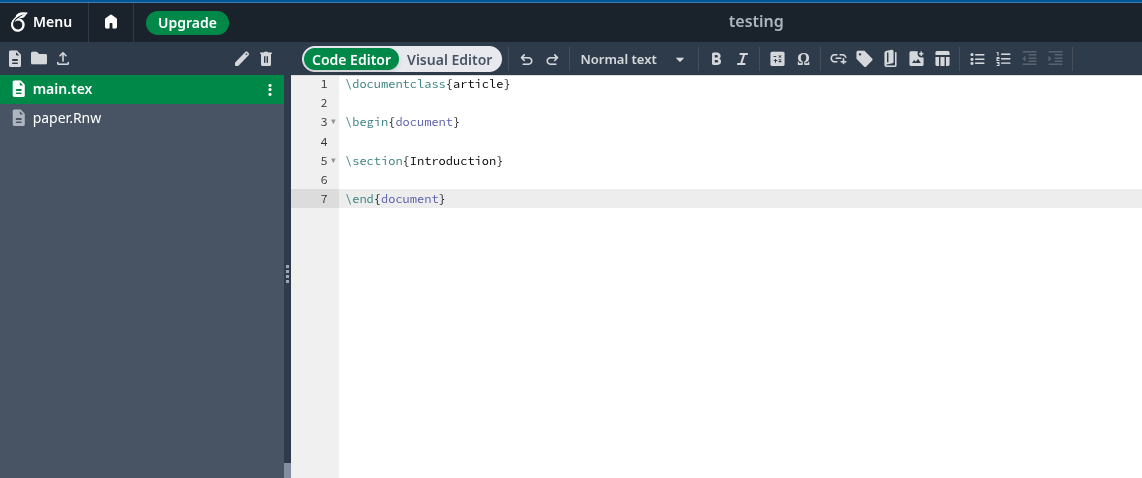 Menu
Upgrade
testing
Code Editor
Visual Editor
Normal text
B
I
Ω
main.tex
paper.Rnw
1 \documentclass{article}
2
3 \begin{document}
4
5 \section{Introduction}
6
7 \end{document}